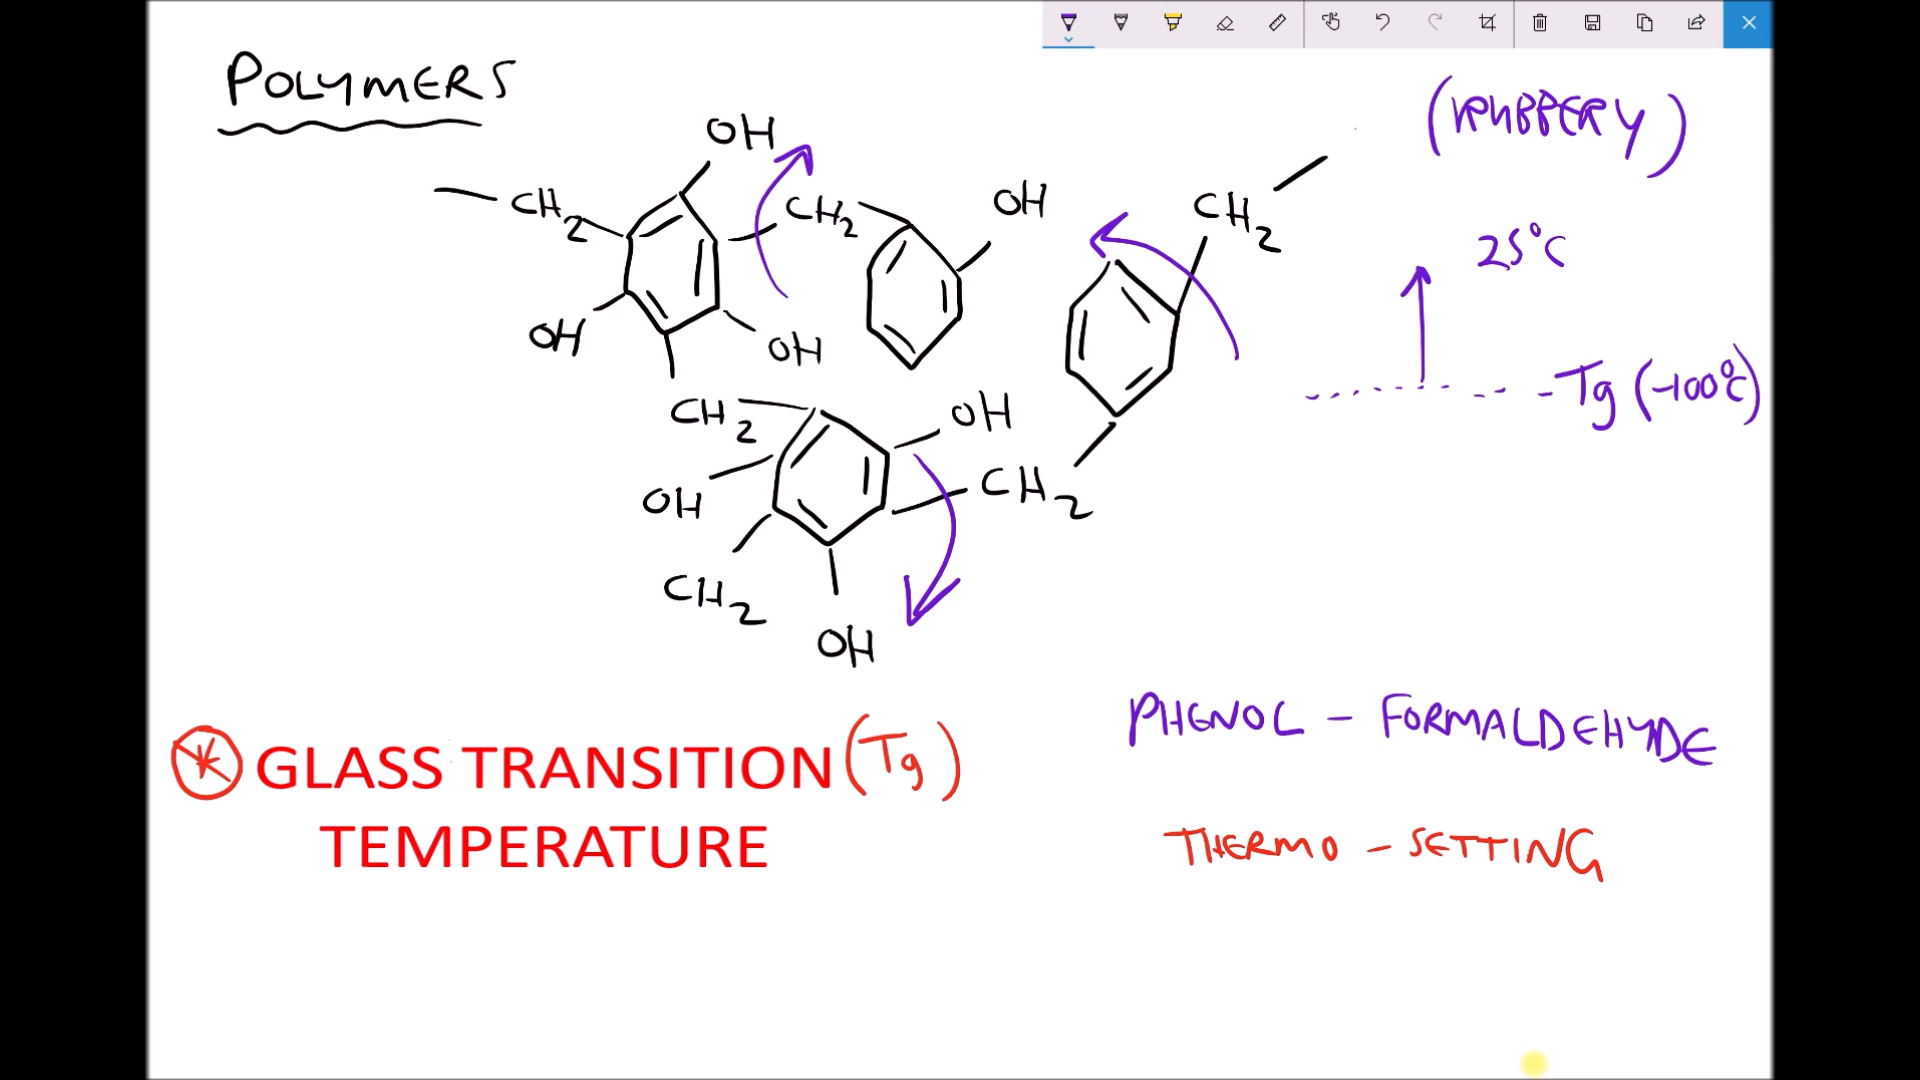 POLYMERS
(RUBBERY)
OH
CH2
CH2
OH
CH2
25°C
OH
OH
Tg (-100°C)
CH2
OH
OH
CH2
CH2
OH
PHENOL - FORMALDEHYDE
* GLASS TRANSITION (Tg)
TEMPERATURE
THERMO - SETTING